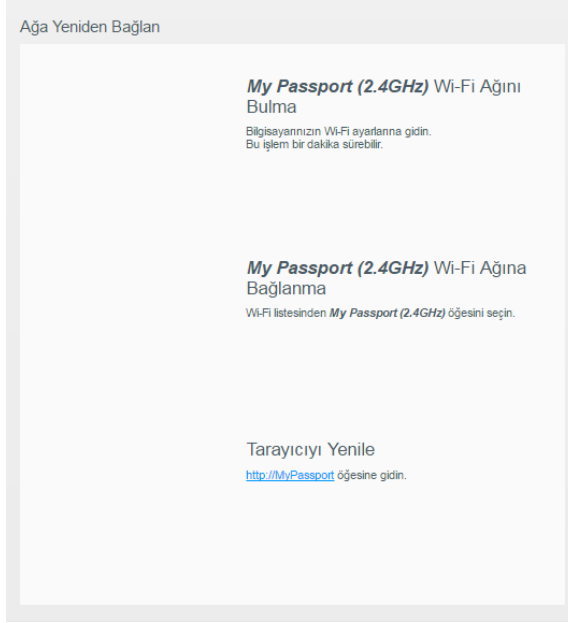 Ağa Yeniden Bağlan
My Passport (2.4GHz) Wi-Fi Ağını
Bulma
Bilgisayarınızın Wi-Fi ayarlarına gidin.
Bu işlem bir dakika sürebilir.
My Passport (2.4GHz) Wi-Fi Ağına
Bağlanma
Wi-Fi listesinden My Passport (2.4GHz) öğesini seçin.
Tarayıcıyı Yenile
http://MyPassport öğesine gidin.